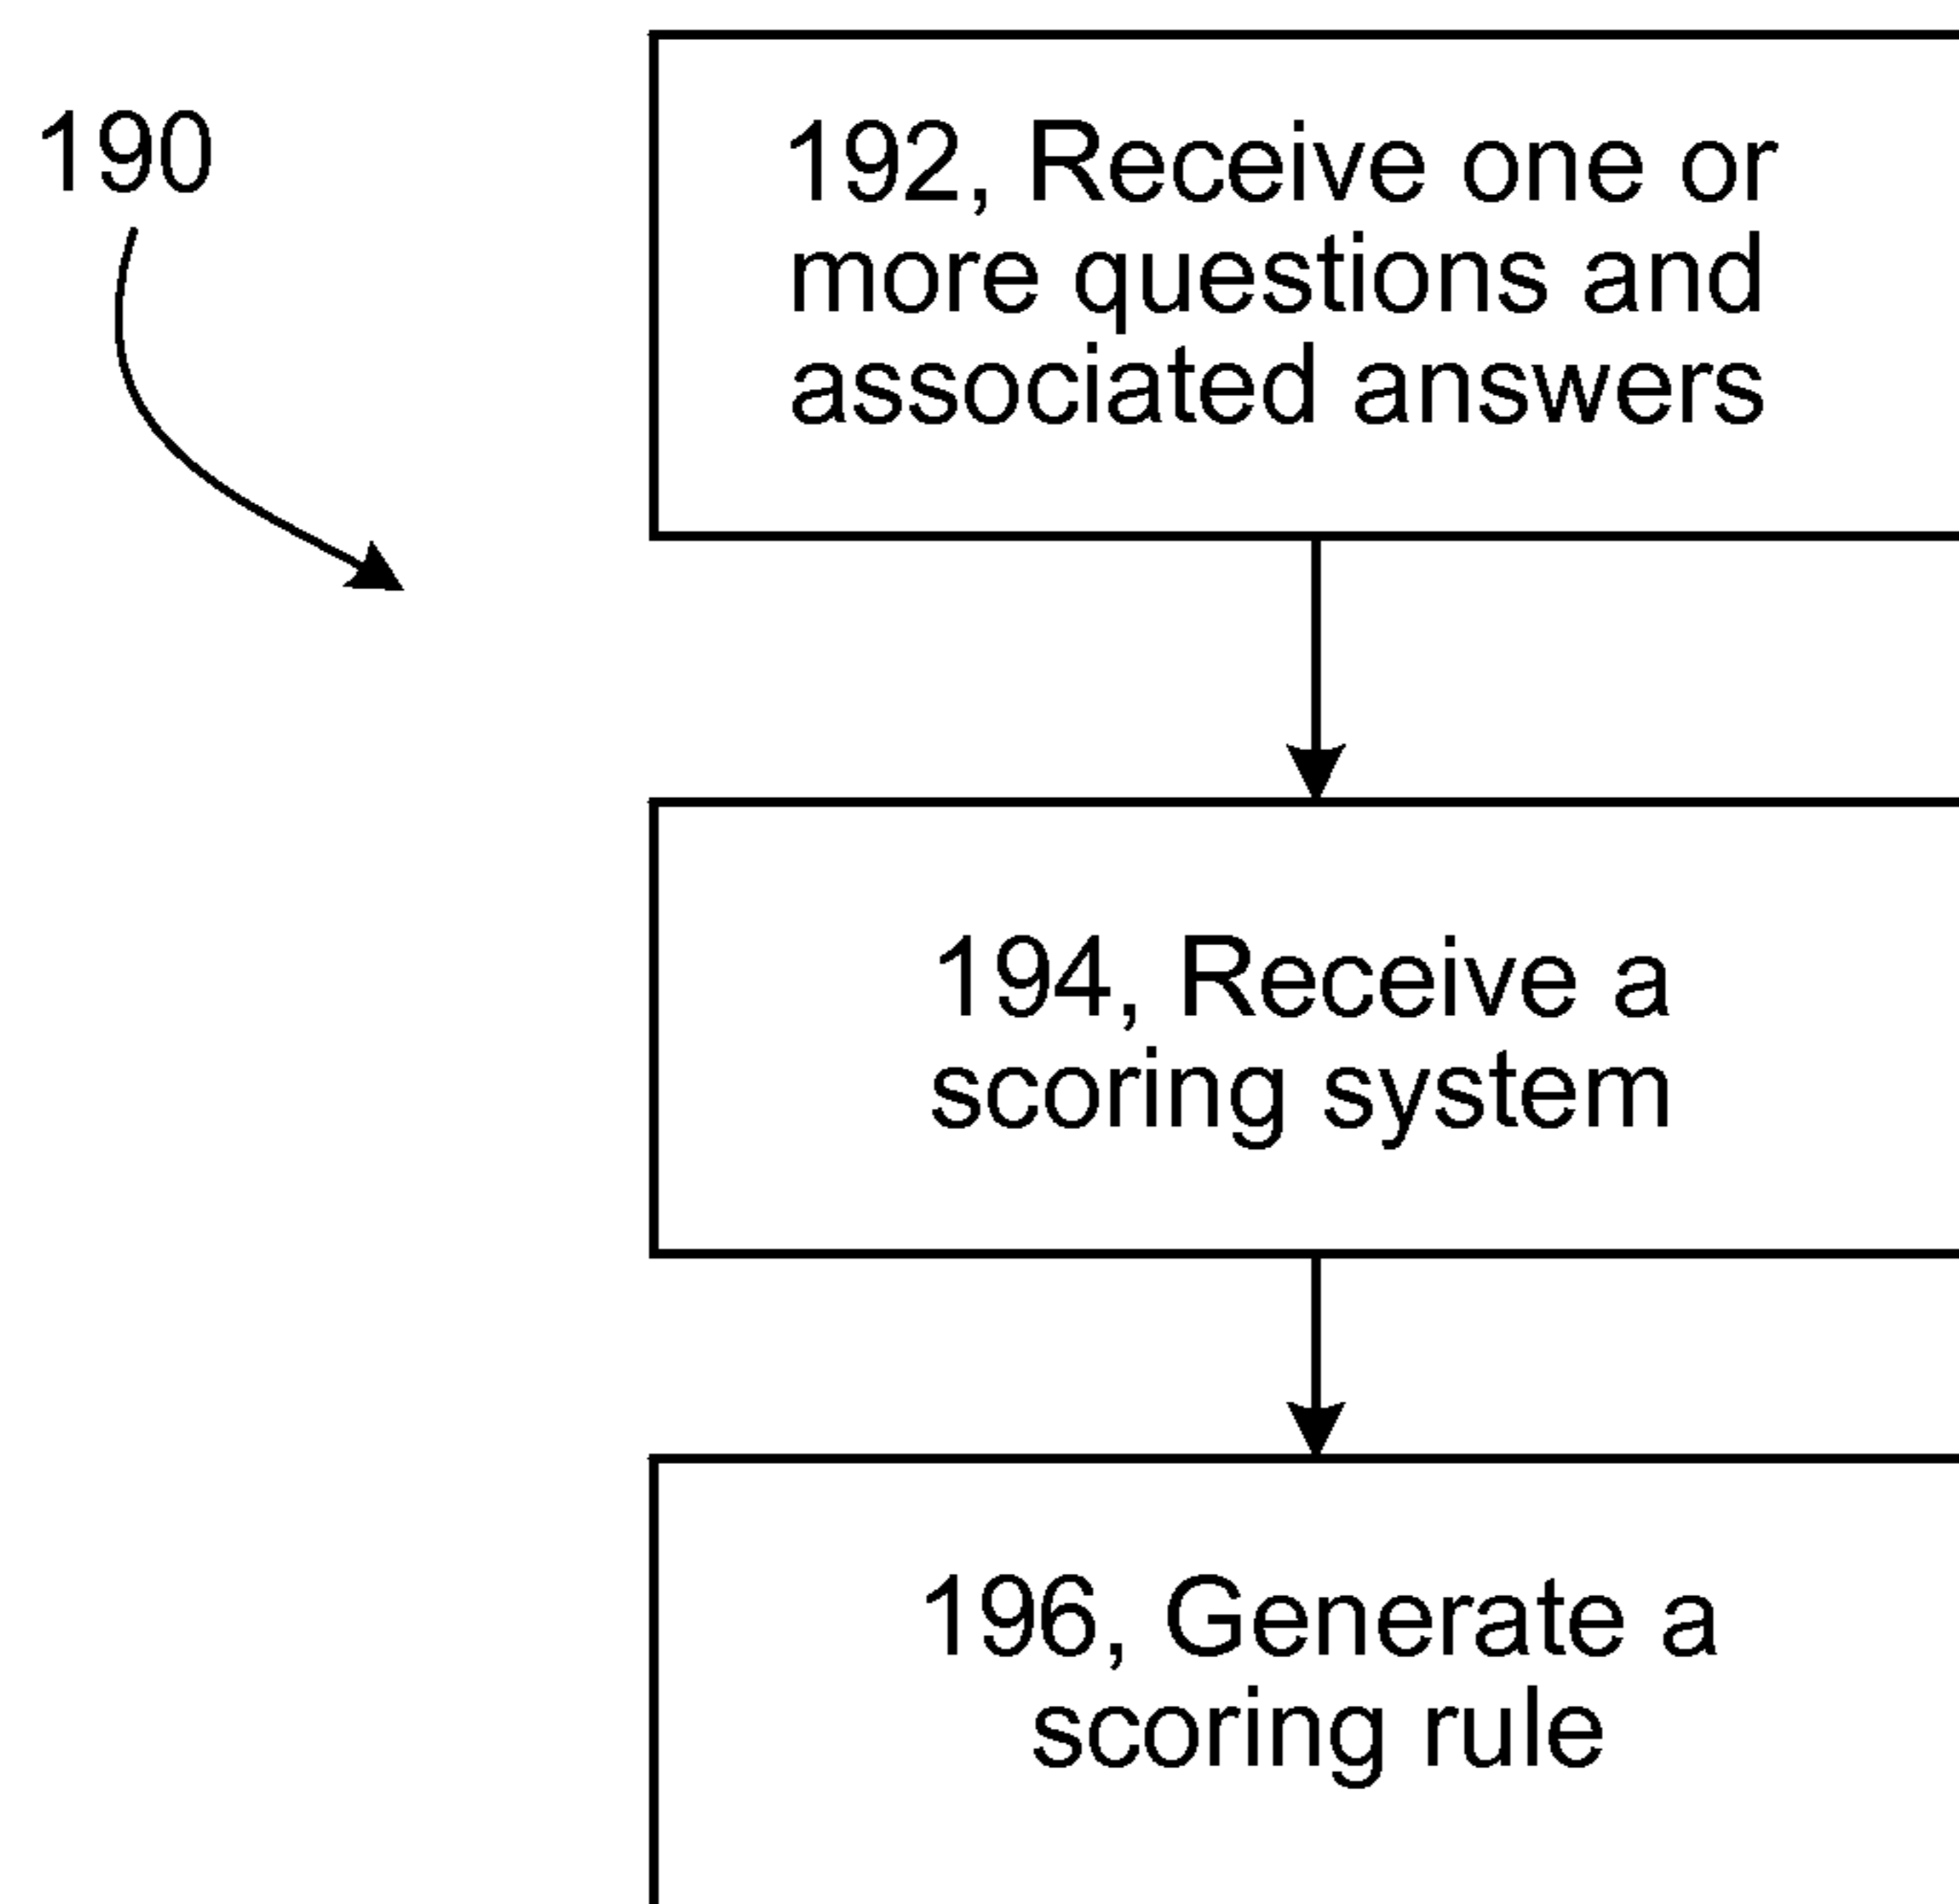 190
192, Receive one or
more questions and
associated answers
194, Receive a
scoring system
196, Generate a
scoring rule